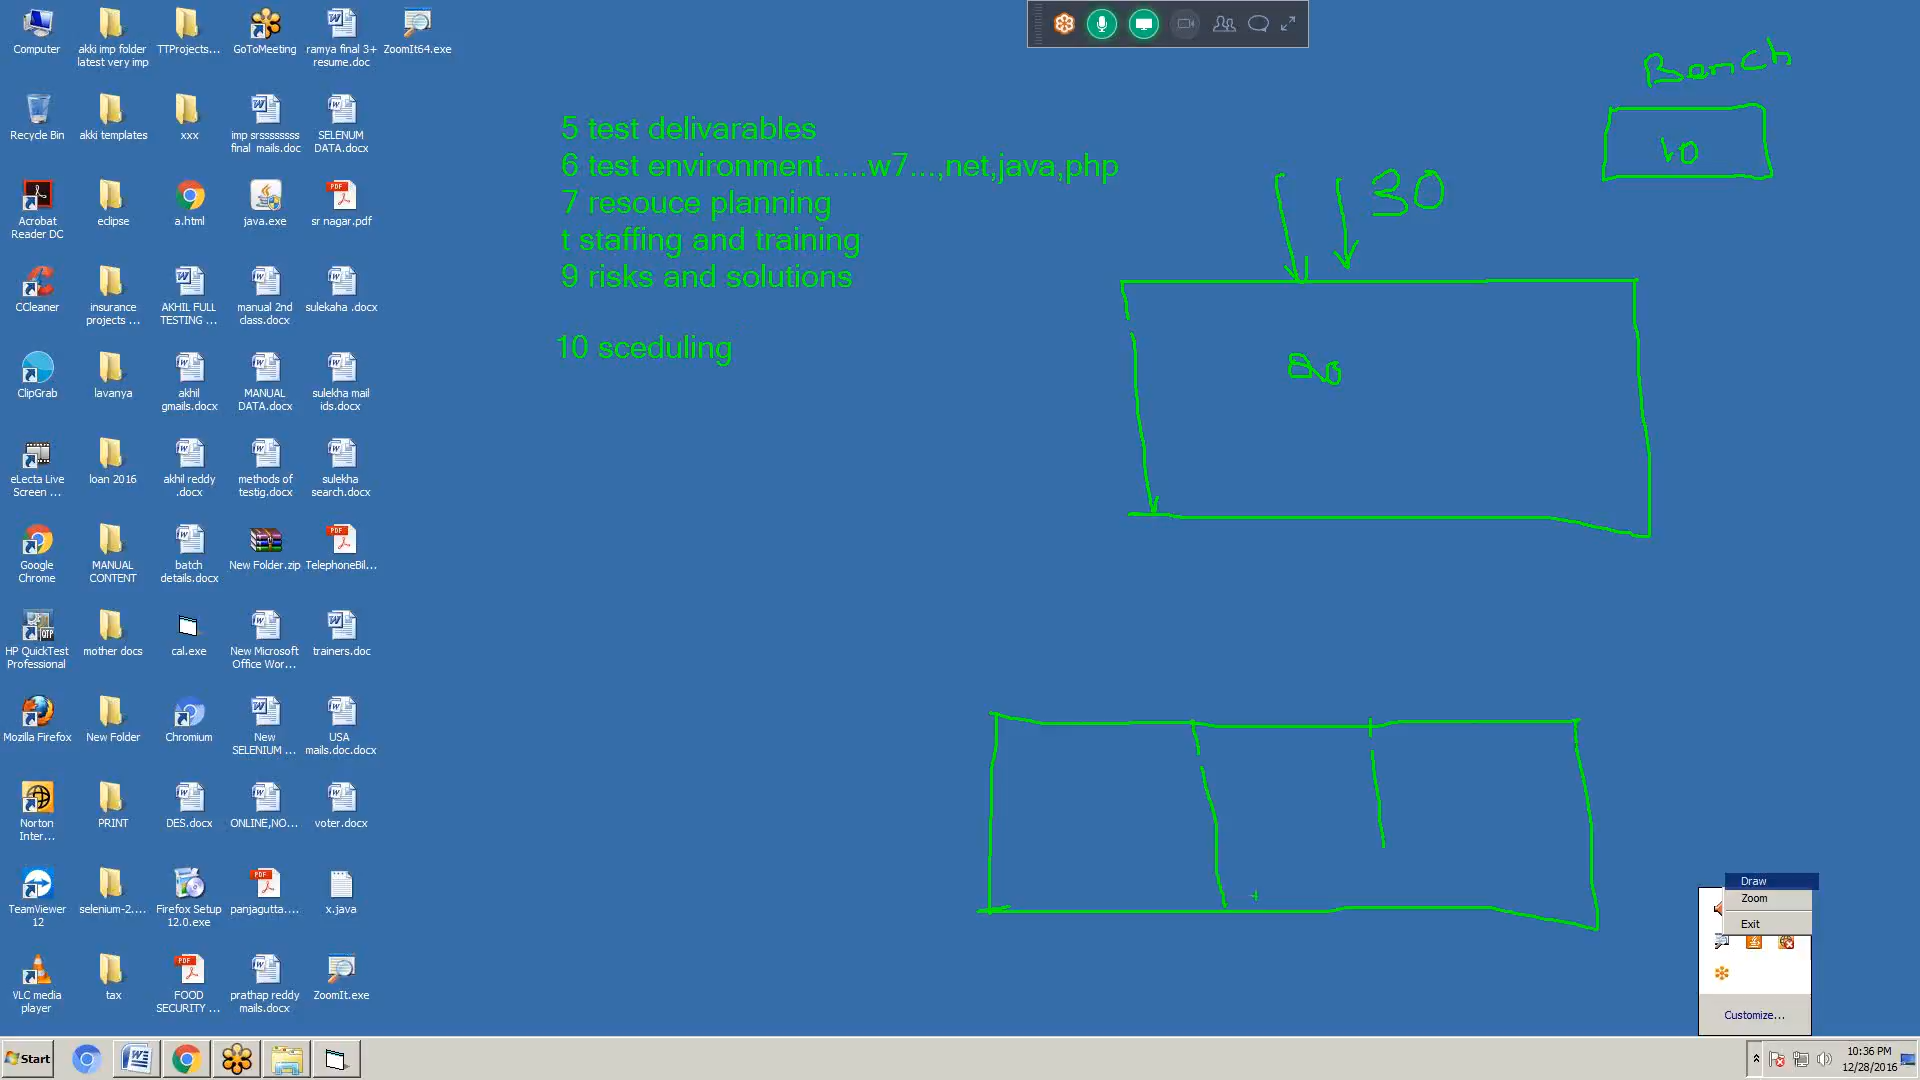 Computer
akki imp folder
latest very imp
TTProjects...
GoToMeeting
ramya final 3+
resume.doc
ZoomIt64.exe
Recycle Bin
akki templates
xxx
imp srsssssssss
final mails.doc
SELENUM
DATA.docx
Acrobat
Reader DC
eclipse
a.html
java.exe
sr nagar.pdf
CCleaner
insurance
projects ...
AKHIL FULL
TESTING ...
manual 2nd
class.docx
sulekaha .docx
ClipGrab
lavanya
akhil
gmails.docx
MANUAL
DATA.docx
sulekha mail
ids.docx
eLecta Live
Screen ...
loan 2016
akhil reddy
.docx
methods of
testig.docx
sulekha
search.docx
Google
Chrome
MANUAL
CONTENT
batch
details.docx
New Folder.zip
TelephoneBil...
HP QuickTest
Professional
mother docs
cal.exe
New Microsoft
Office Wor...
trainers.doc
Mozilla Firefox
New Folder
Chromium
New
SELENIUM ...
USA
mails.doc.docx
Norton
Inter...
PRINT
DES.docx
ONLINE,NO...
voter.docx
TeamViewer
12
selenium-2....
Firefox Setup
12.0.exe
panjagutta....
x.java
VLC media
player
tax
FOOD
SECURITY ...
prathap reddy
mails.docx
ZoomIt.exe
5 test delivarables
6 test environment.....w7...,net,java,php
7 resouce planning
t staffing and training
9 risks and solutions
10 sceduling
Bench
10
30
Draw
Zoom
Exit
Customize...
Start
10:36 PM
12/28/2016